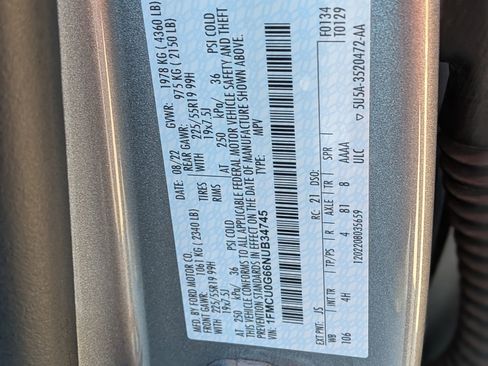 MFD. BY FORD MOTOR CO.
DATE: 08/22 GVWR: 1978 KG ( 4360 LB)
FRONT GAWR: 1061 KG ( 2340 LB) REAR GAWR: 975 KG ( 2150 LB)
WITH 225/55R19 99H TIRES WITH 225/55R19 99H
19x7.5J RIMS 19x7.5J
AT 250 kPa/ 36 PSI COLD AT 250 kPa/ 36 PSI COLD
THIS VEHICLE CONFORMS TO ALL APPLICABLE FEDERAL MOTOR VEHICLE SAFETY AND THEFT
PREVENTION STANDARDS IN EFFECT ON THE DATE OF MANUFACTURE SHOWN ABOVE.
VIN: 1FMCU0G66NUB34745
TYPE: MPV
F0134
T0129
EXT PNT: JS RC: 21 DSO:
WB INT TR TP/PS R AXLE TR SPR
106 4H 4 81 8 AAAA
ULC
120220803565​9
5U5A-3520472-AA